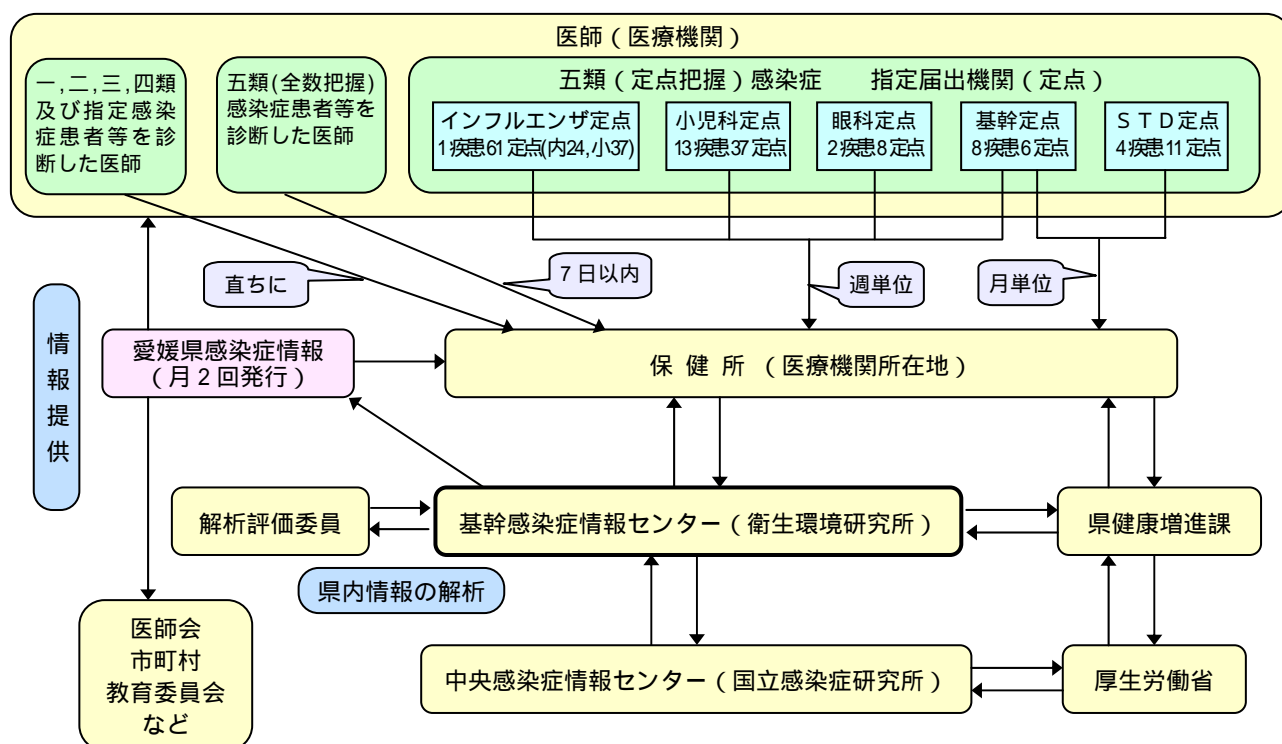 医師（医療機関）
一,二,三,四類
及び指定感染
症患者等を診
断した医師
五類(全数把握)
感染症患者等を
診断した医師
五類（定点把握）感染症　　指定届出機関（定点）
インフルエンザ定点
1疾患61定点(内24,小37)
小児科定点
13疾患37定点
眼科定点
2疾患8定点
基幹定点
8疾患6定点
ＳＴＤ定点
4疾患11定点
直ちに
７日以内
週単位
月単位
情報提供
愛媛県感染症情報
（月２回発行）
保 健 所 （医療機関所在地）
解析評価委員
基幹感染症情報センター（衛生環境研究所）
県健康増進課
県内情報の解析
医師会
市町村
教育委員会
など
中央感染症情報センター（国立感染症研究所）
厚生労働省